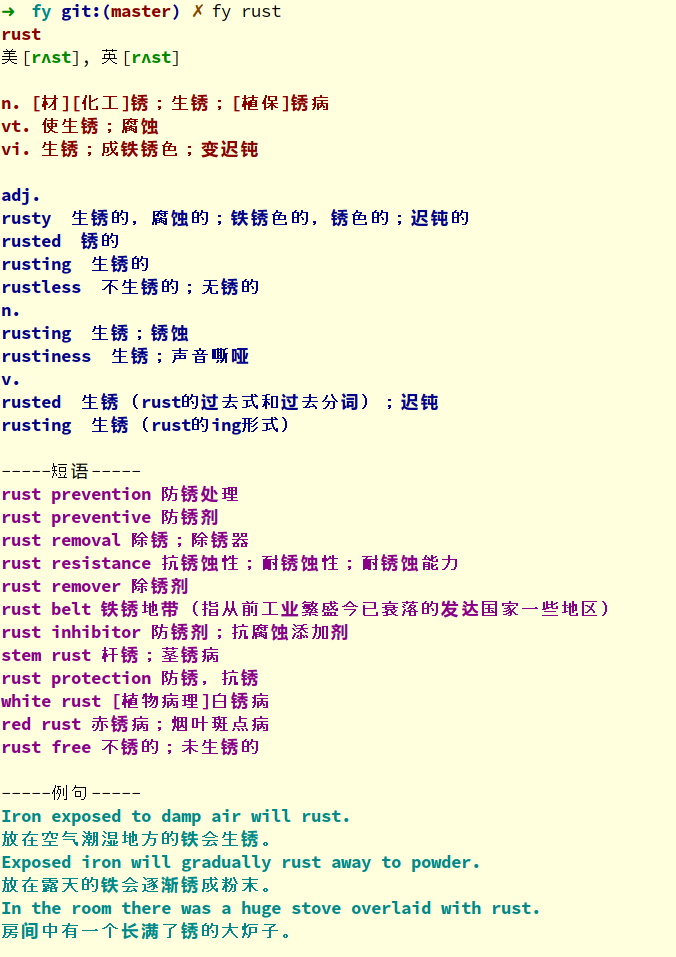 ➜ fy git:(master) ✗ fy rust
rust
美[rʌst], 英[rʌst]
n. [材][化工]锈；生锈；[植保]锈病
vt. 使生锈；腐蚀
vi. 生锈；成铁锈色；变迟钝
adj.
rusty 生锈的，腐蚀的；铁锈色的，锈色的；迟钝的
rusted 锈的
rusting 生锈的
rustless 不生锈的；无锈的
n.
rusting 生锈；锈蚀
rustiness 生锈；声音嘶哑
v.
rusted 生锈（rust的过去式和过去分词）；迟钝
rusting 生锈（rust的ing形式）
-----短语-----
rust prevention 防锈处理
rust preventive 防锈剂
rust removal 除锈；除锈器
rust resistance 抗锈蚀性；耐锈蚀性；耐锈蚀能力
rust remover 除锈剂
rust belt 铁锈地带（指从前工业繁盛今已衰落的发达国家一些地区）
rust inhibitor 防锈剂；抗腐蚀添加剂
stem rust 杆锈；茎锈病
rust protection 防锈，抗锈
white rust [植物病理]白锈病
red rust 赤锈病；烟叶斑点病
rust free 不锈的；未生锈的
-----例句-----
Iron exposed to damp air will rust.
放在空气潮湿地方的铁会生锈。
Exposed iron will gradually rust away to powder.
放在露天的铁会逐渐锈成粉末。
In the room there was a huge stove overlaid with rust.
房间中有一个长满了锈的大炉子。